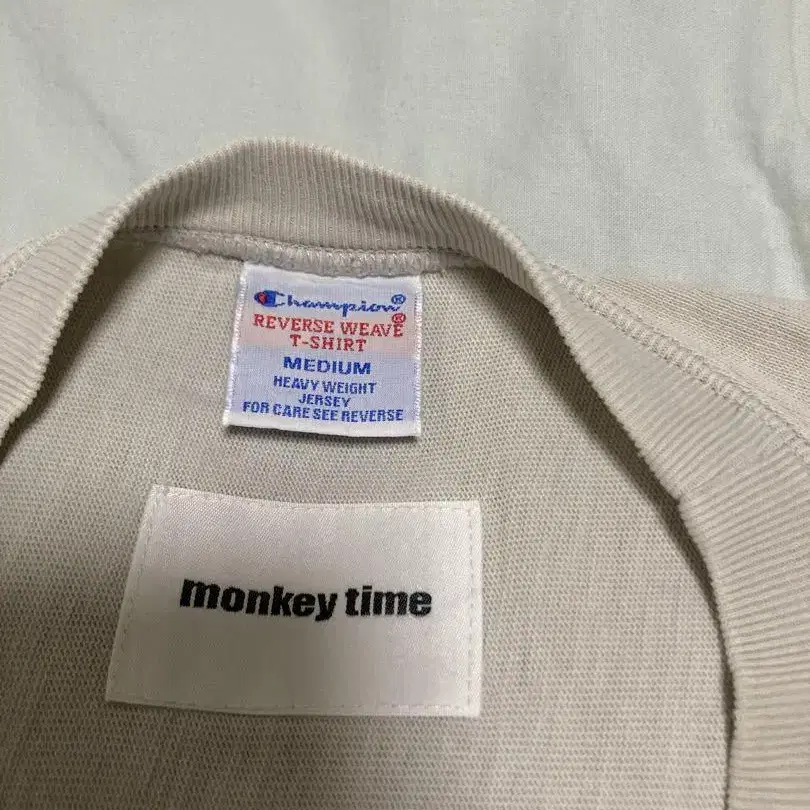 Champion®
REVERSE WEAVE®
T-SHIRT
MEDIUM
HEAVY WEIGHT
JERSEY
FOR CARE SEE REVERSE
monkey time